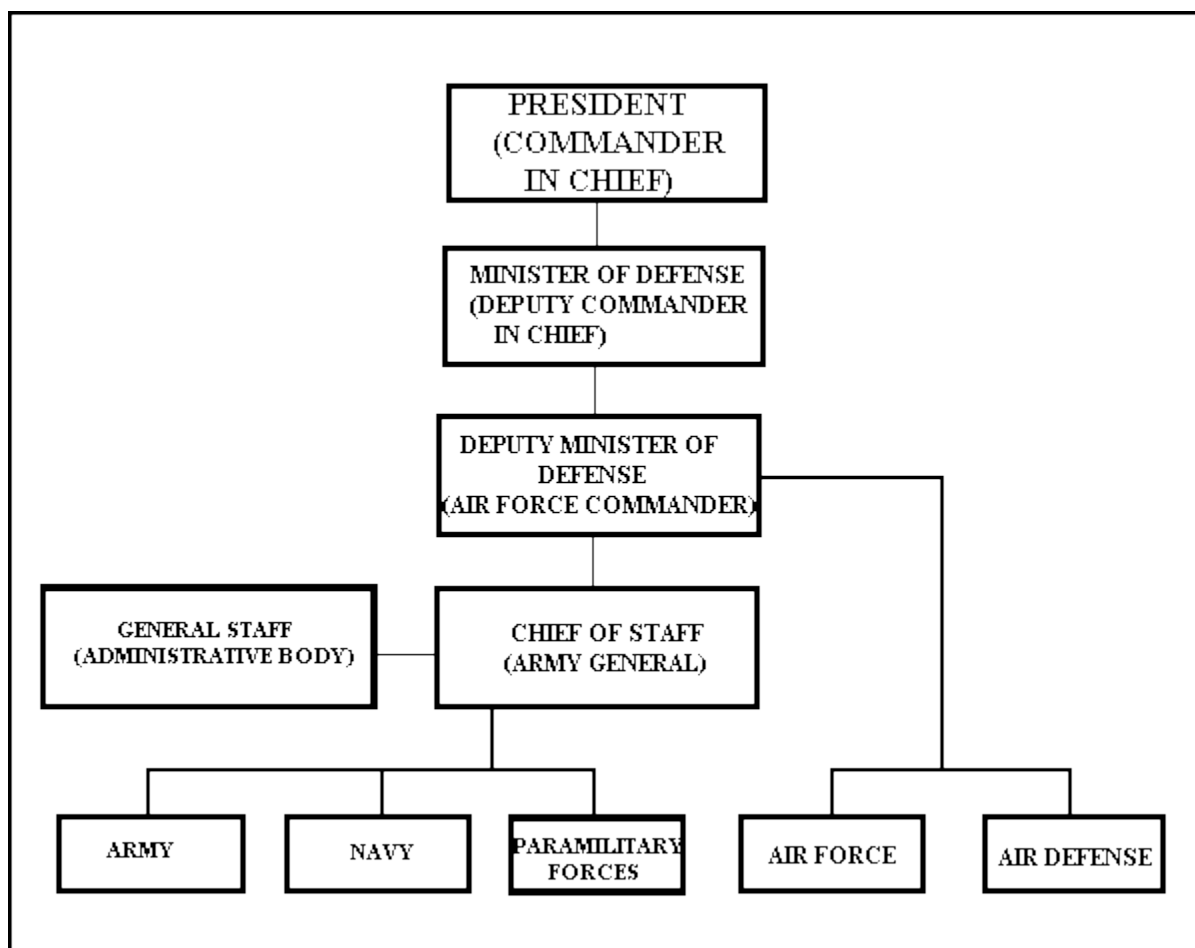 PRESIDENT
(COMMANDER
IN CHIEF)
MINISTER OF DEFENSE
(DEPUTY COMMANDER
IN CHIEF)
DEPUTY MINISTER OF
DEFENSE
(AIR FORCE COMMANDER)
GENERAL STAFF
(ADMINISTRATIVE BODY)
CHIEF OF STAFF
(ARMY GENERAL)
ARMY
NAVY
PARAMILITARY
FORCES
AIR FORCE
AIR DEFENSE